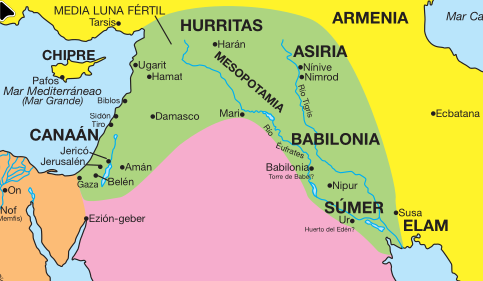 MEDIA LUNA FÉRTIL
HURRITAS
ARMENIA
Mar Ca
Tarsis
Harán
ASIRIA
CHIPRE
Ugarit
MESOPOTAMIA
Nínive
Nimrod
Pafos
Hamat
Mar Mediterráneo
(Mar Grande)
Biblos
Río Tigris
Sidón
Tiro
Damasco
Mari
Ecbatana
CANAÁN
Río Eufrates
BABILONIA
Jericó
Jerusalén
Amán
Babilonia
Torre de Babel?
Gaza
Belén
Nipur
On
SÚMER
Nof
(Memfis)
Ezión-geber
Ur
Susa
Huerto del Edén?
ELAM